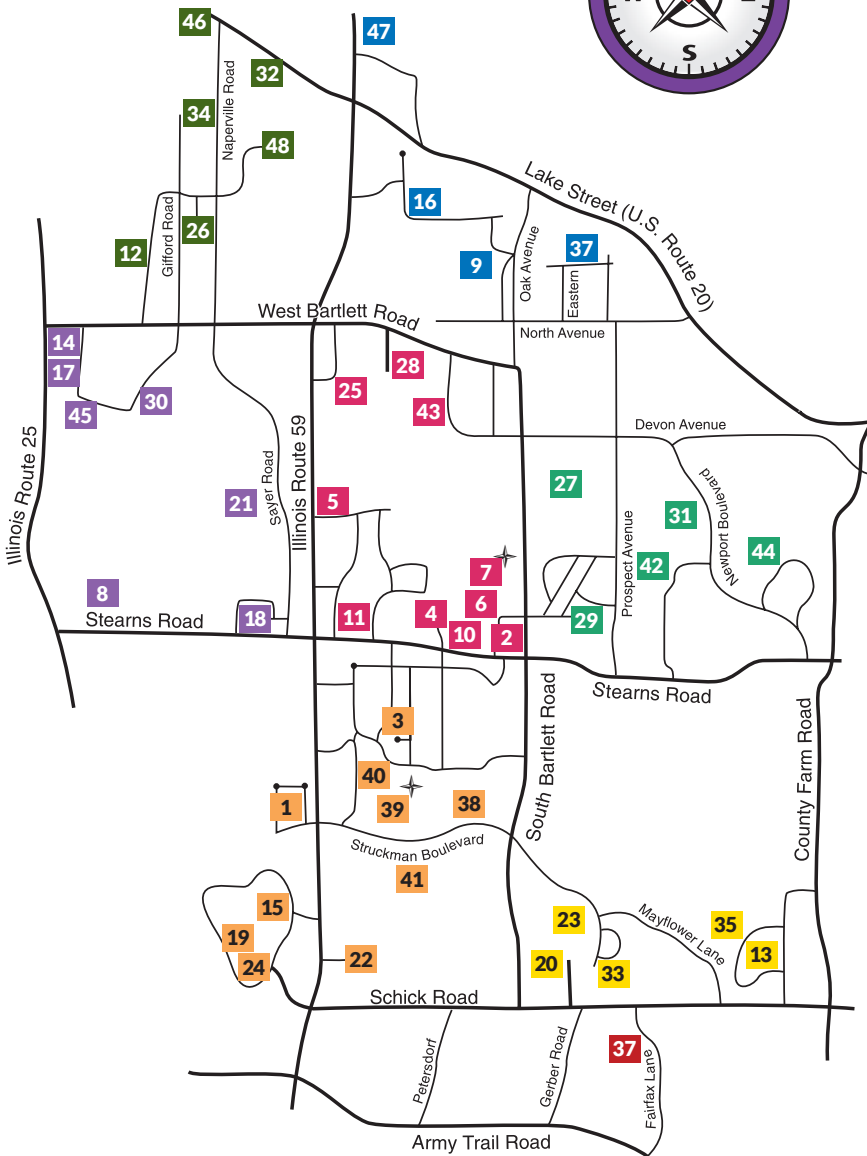 46
47
32
S
34
Naperville Road
48
Lake Street (U.S. Route 20)
16
Gifford Road
26
12
9
Oak Avenue
37
Eastern
West Bartlett Road
North Avenue
14
17
28
25
45
30
43
Devon Avenue
Illinois Route 25
Illinois Route 59
Sayer Road
27
21
5
31
Newport Boulevard
Prospect Avenue
44
42
7
8
6
Stearns Road
18
11
4
10
2
29
Stearns Road
South Bartlett Road
County Farm Road
3
40
39
38
1
Struckman Boulevard
41
15
23
Mayflower Lane
35
19
24
22
20
33
13
Schick Road
Petersdorf
Gerber Road
37
Fairfax Lane
Army Trail Road